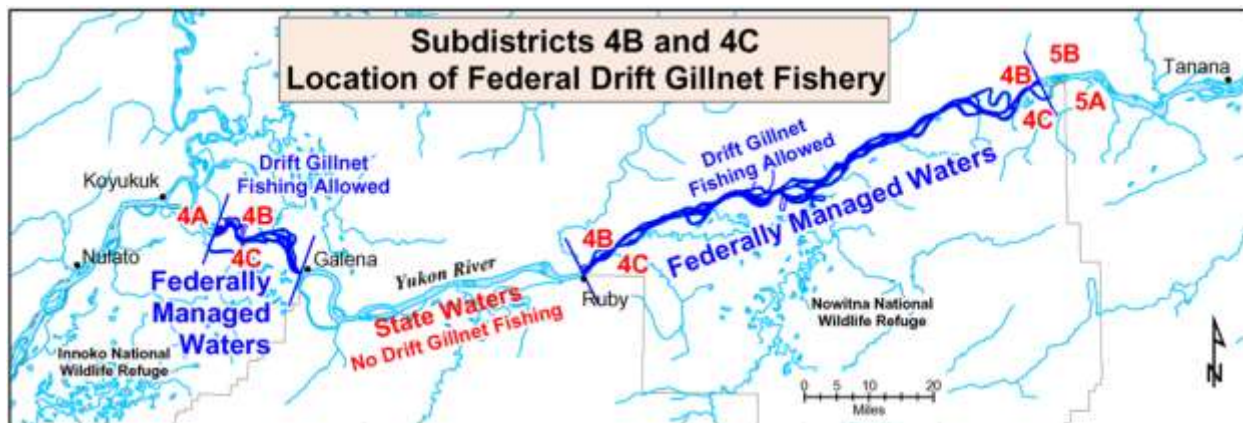 Subdistricts 4B and 4C
Location of Federal Drift Gillnet Fishery
5B
Tanana
4B
5A
4C
Drift Gillnet
Fishing Allowed
Koyukuk
Drift Gillnet
Fishing Allowed
Federally Managed Waters
4A
4B
4C
Nulato
Galena
Federally
Managed
Waters
Yukon River
State Waters
No Drift Gillnet Fishing
4B
4C
Ruby
Nowitna National
Wildlife Refuge
Innoko National
Wildlife Refuge
N
0 5 10 20
Miles